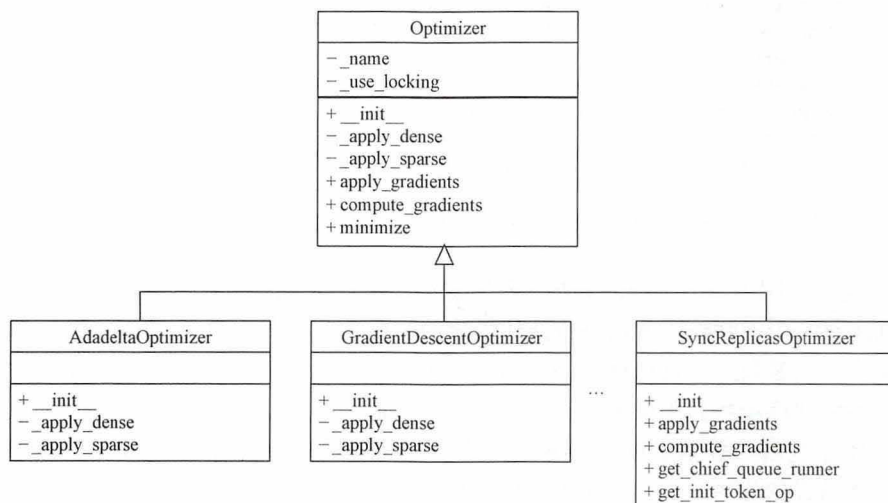 Optimizer
− _name
− _use_locking
+ __init__
− _apply_dense
− _apply_sparse
+ apply_gradients
+ compute_gradients
+ minimize
AdadeltaOptimizer
+ __init__
− _apply_dense
− _apply_sparse
GradientDescentOptimizer
+ __init__
− _apply_dense
− _apply_sparse
...
SyncReplicasOptimizer
+ __init__
+ apply_gradients
+ compute_gradients
+ get_chief_queue_runner
+ get_init_token_op